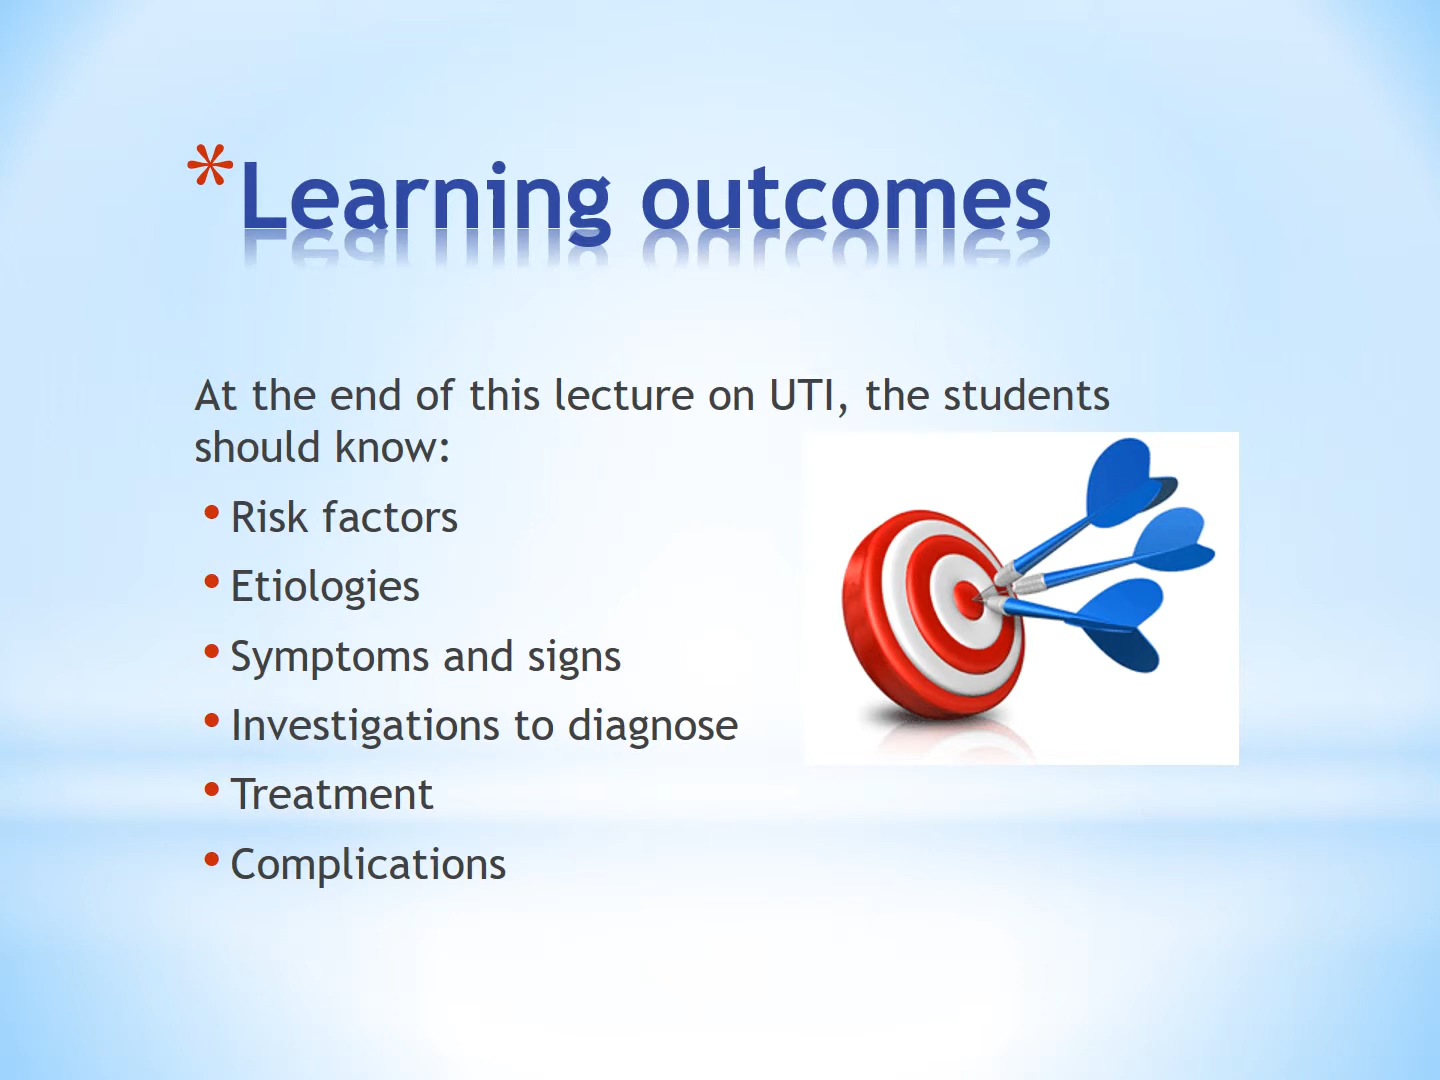 *Learning outcomes
At the end of this lecture on UTI, the students
should know:
• Risk factors
• Etiologies
• Symptoms and signs
• Investigations to diagnose
• Treatment
• Complications